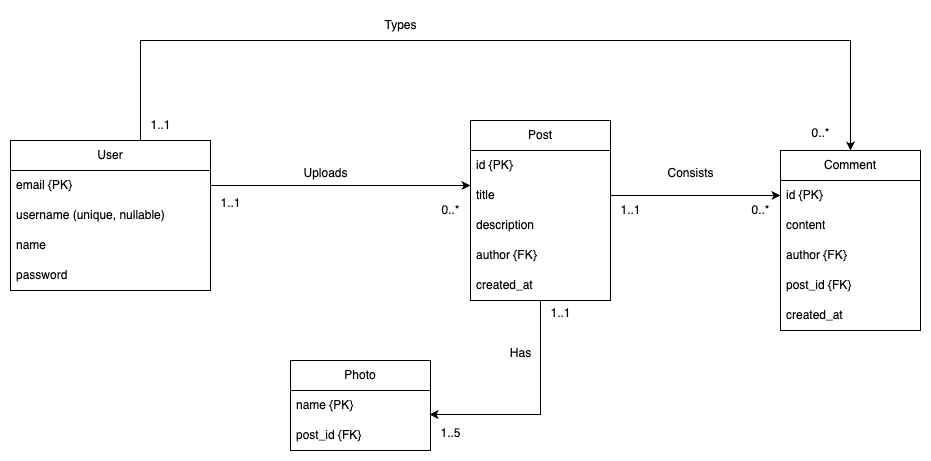 Types
1..1
0..*
User
email {PK}
username (unique, nullable)
name
password
Uploads
1..1
0..*
Post
id {PK}
title
description
author {FK}
created_at
Consists
1..1
0..*
Comment
id {PK}
content
author {FK}
post_id {FK}
created_at
1..1
Has
1..5
Photo
name {PK}
post_id {FK}